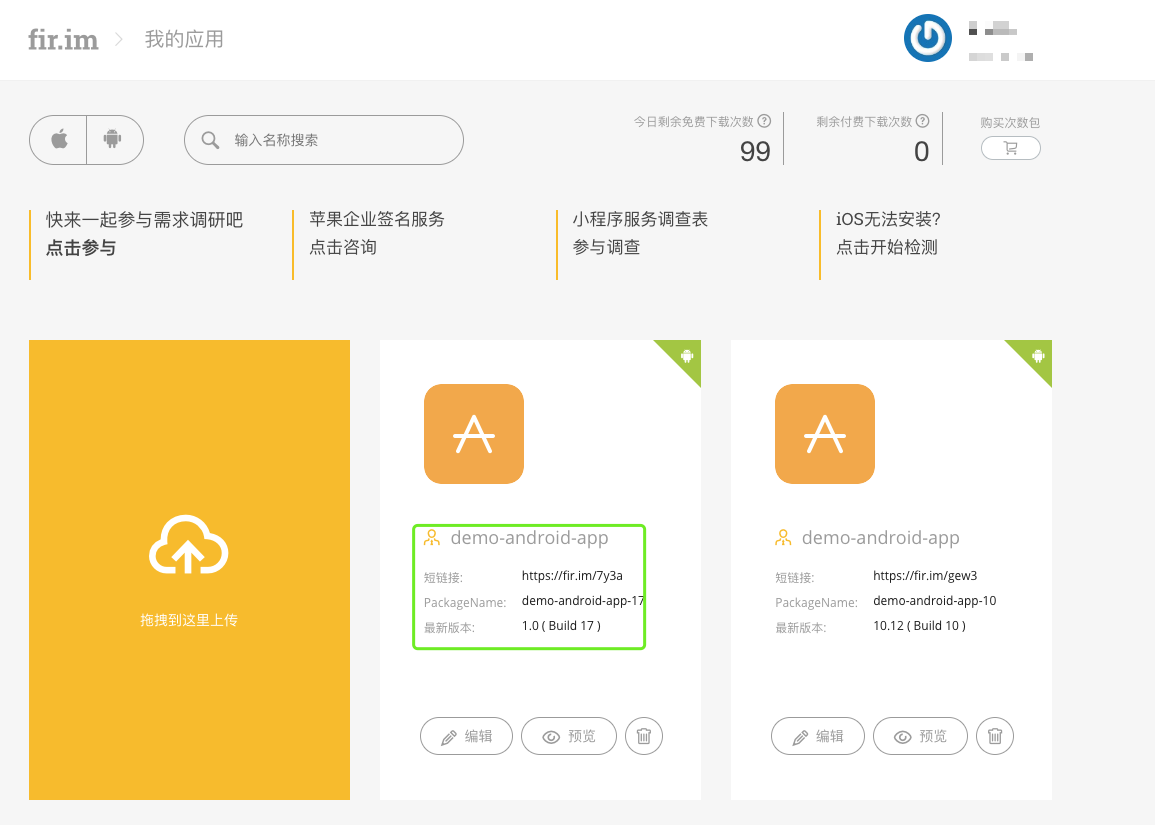 fir.im
我的应用
输入名称搜索
今日剩余免费下载次数
99
剩余付费下载次数
0
购买次数包
快来一起参与需求调研吧
点击参与
苹果企业签名服务
点击咨询
小程序服务调查表
参与调查
iOS无法安装?
点击开始检测
拖拽到这里上传
demo-android-app
短链接: https://fir.im/7y3a
PackageName: demo-android-app-17
最新版本: 1.0 ( Build 17 )
编辑
预览
demo-android-app
短链接: https://fir.im/gew3
PackageName: demo-android-app-10
最新版本: 10.12 ( Build 10 )
编辑
预览